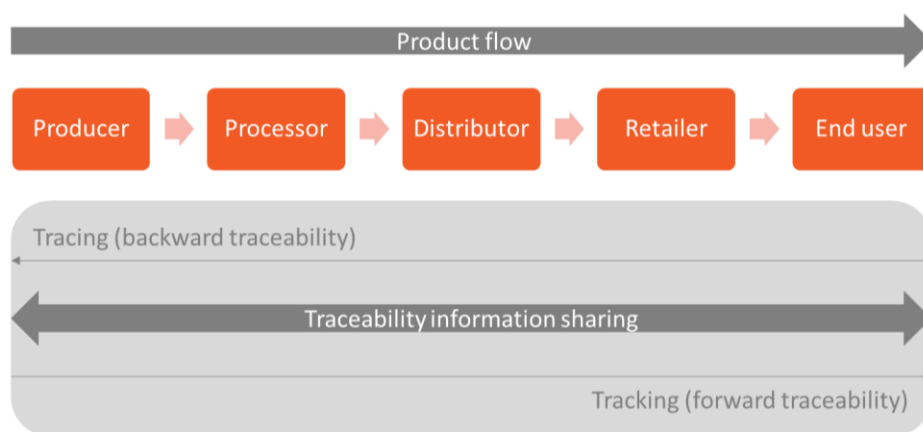 Product flow
Producer
Processor
Distributor
Retailer
End user
Tracing (backward traceability)
Traceability information sharing
Tracking (forward traceability)